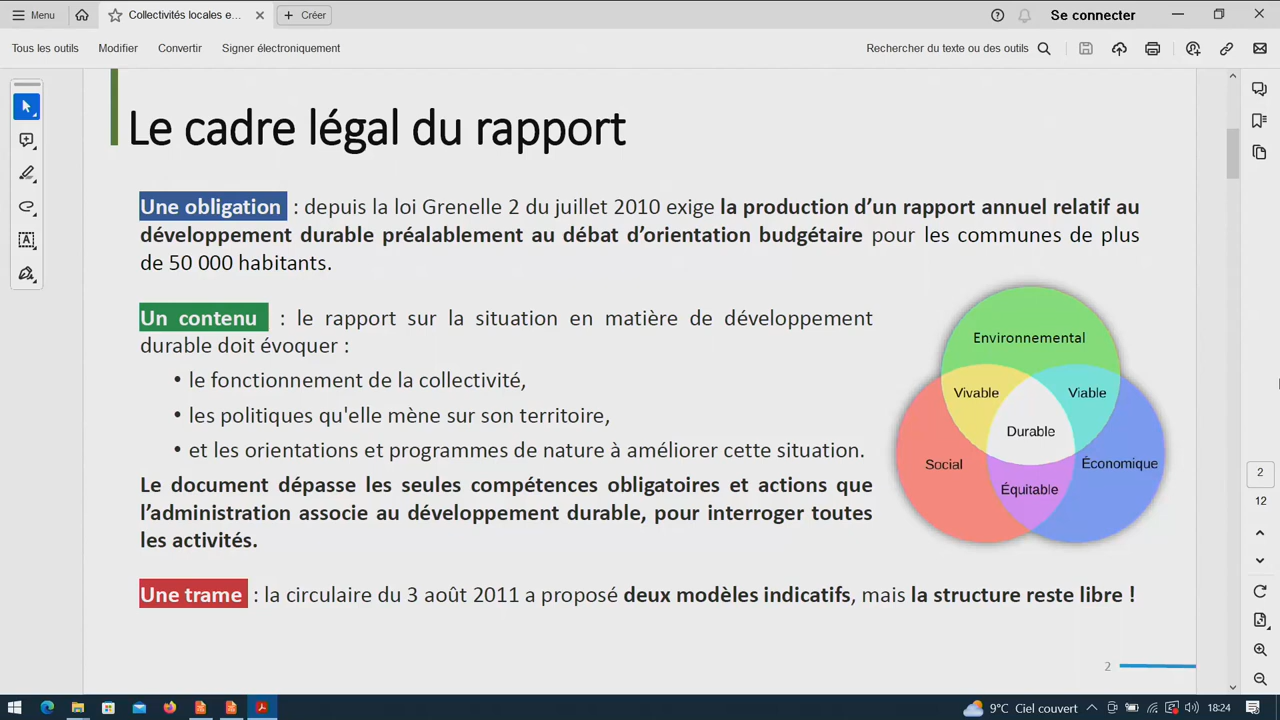 Menu
Collectivités locales e...
Créer
Se connecter
Tous les outils
Modifier
Convertir
Signer électroniquement
Rechercher du texte ou des outils
Le cadre légal du rapport
Une obligation : depuis la loi Grenelle 2 du juillet 2010 exige la production d’un rapport annuel relatif au
développement durable préalablement au débat d’orientation budgétaire pour les communes de plus
de 50 000 habitants.
Un contenu : le rapport sur la situation en matière de développement
durable doit évoquer :
• le fonctionnement de la collectivité,
• les politiques qu'elle mène sur son territoire,
• et les orientations et programmes de nature à améliorer cette situation.
Le document dépasse les seules compétences obligatoires et actions que
l’administration associe au développement durable, pour interroger toutes
les activités.
Environnemental
Vivable
Viable
Durable
Social
Économique
Équitable
Une trame : la circulaire du 3 août 2011 a proposé deux modèles indicatifs, mais la structure reste libre !
2
2
12
9°C Ciel couvert
18:24